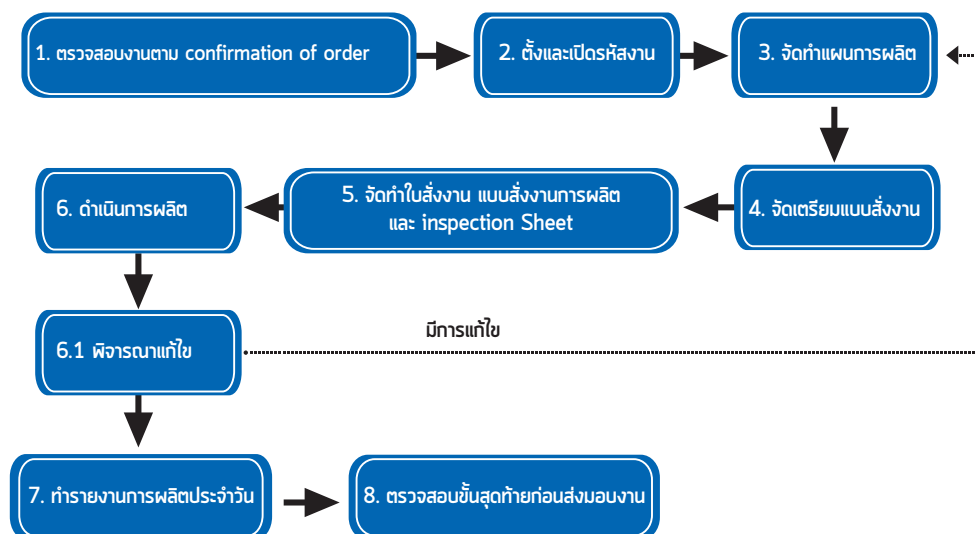 1. ตรวจสอบงานตาม confirmation of order
2. ตั้งและเปิดรหัสงาน
3. จัดทำแผนการผลิต
4. จัดเตรียมแบบสั่งงาน
5. จัดทำใบสั่งงาน แบบสั่งงานการผลิต
และ inspection Sheet
6. ดำเนินการผลิต
6.1 พิจารณาแก้ไข
มีการแก้ไข
7. ทำรายงานการผลิตประจำวัน
8. ตรวจสอบขั้นสุดท้ายก่อนส่งมอบงาน